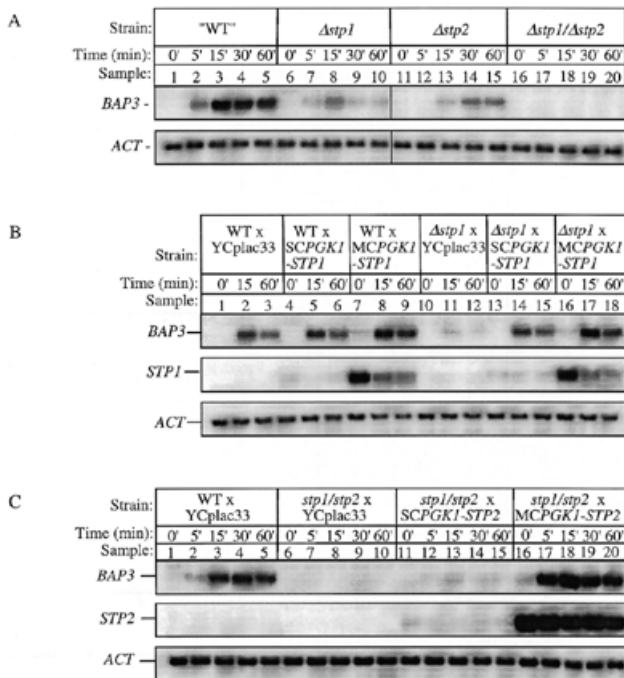 A
Strain: "WT" Δstp1 Δstp2 Δstp1/Δstp2
Time (min): 0' 5' 15' 30' 60' 0' 5' 15' 30' 60' 0' 5' 15' 30' 60' 0' 5' 15' 30' 60'
Sample: 1 2 3 4 5 6 7 8 9 10 11 12 13 14 15 16 17 18 19 20
BAP3 -
ACT -
B
Strain: WT x YCplac33 WT x SCPGK1 -STP1 WT x MCPGK1 -STP1 Δstp1 x YCplac33 Δstp1 x SCPGK1 -STP1 Δstp1 x MCPGK1 -STP1
Time (min): 0' 15 60' 0' 15' 60' 0' 15' 60' 0' 15' 60' 0' 15' 60' 0' 15' 60'
Sample: 1 2 3 4 5 6 7 8 9 10 11 12 13 14 15 16 17 18
BAP3
STP1
ACT
C
Strain: WT x YCplac33 stp1/stp2 x YCplac33 stp1/stp2 x SCPGK1-STP2 stp1/stp2 x MCPGK1-STP2
Time (min): 0' 5' 15' 30' 60' 0' 5' 15' 30' 60' 0' 5' 15' 30' 60' 0' 5' 15' 30' 60'
Sample: 1 2 3 4 5 6 7 8 9 10 11 12 13 14 15 16 17 18 19 20
BAP3
STP2
ACT